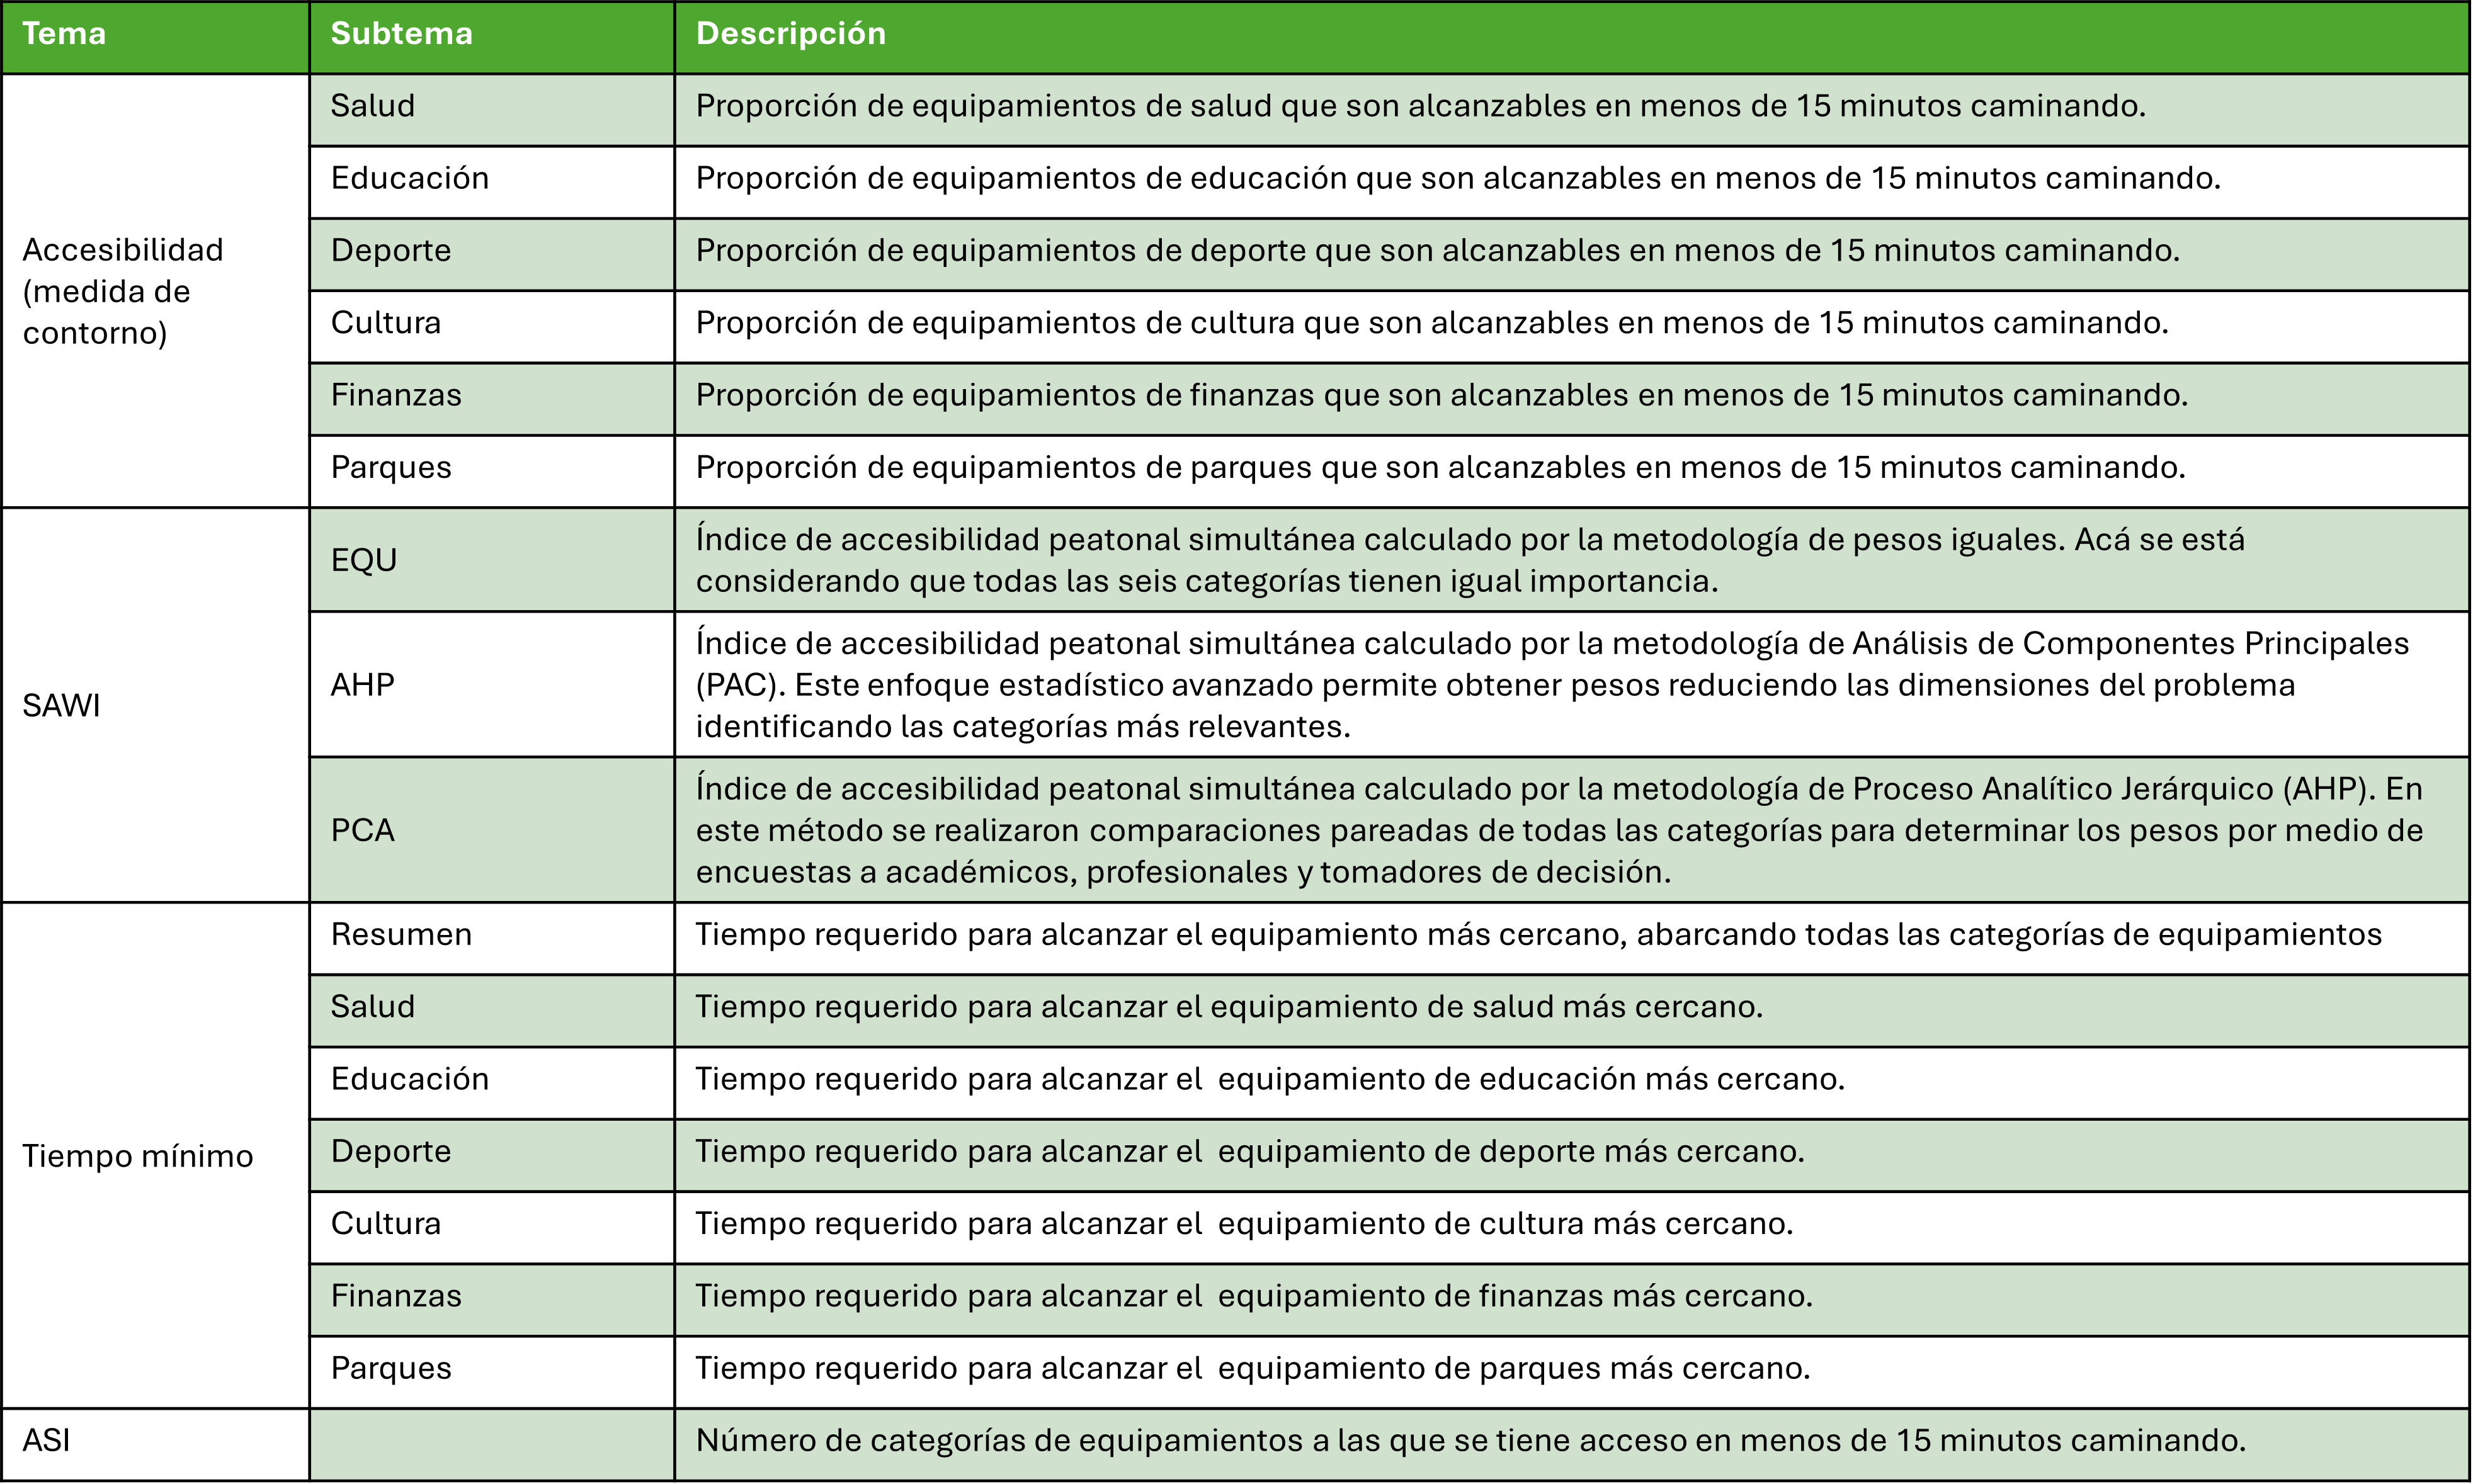 Tema Subtema Descripción
Salud Proporción de equipamientos de salud que son alcanzables en menos de 15 minutos caminando.
Educación Proporción de equipamientos de educación que son alcanzables en menos de 15 minutos caminando.
Accesibilidad
(medida de
contorno)
Deporte Proporción de equipamientos de deporte que son alcanzables en menos de 15 minutos caminando.
Cultura Proporción de equipamientos de cultura que son alcanzables en menos de 15 minutos caminando.
Finanzas Proporción de equipamientos de finanzas que son alcanzables en menos de 15 minutos caminando.
Parques Proporción de equipamientos de parques que son alcanzables en menos de 15 minutos caminando.
SAWI
EQU
Índice de accesibilidad peatonal simultánea calculado por la metodología de pesos iguales. Acá se está
considerando que todas las seis categorías tienen igual importancia.
AHP
Índice de accesibilidad peatonal simultánea calculado por la metodología de Análisis de Componentes Principales
(PAC). Este enfoque estadístico avanzado permite obtener pesos reduciendo las dimensiones del problema
identificando las categorías más relevantes.
PCA
Índice de accesibilidad peatonal simultánea calculado por la metodología de Proceso Analítico Jerárquico (AHP). En
este método se realizaron comparaciones pareadas de todas las categorías para determinar los pesos por medio de
encuestas a académicos, profesionales y tomadores de decisión.
Tiempo mínimo
Resumen Tiempo requerido para alcanzar el equipamiento más cercano, abarcando todas las categorías de equipamientos
Salud Tiempo requerido para alcanzar el equipamiento de salud más cercano.
Educación Tiempo requerido para alcanzar el  equipamiento de educación más cercano.
Deporte Tiempo requerido para alcanzar el  equipamiento de deporte más cercano.
Cultura Tiempo requerido para alcanzar el  equipamiento de cultura más cercano.
Finanzas Tiempo requerido para alcanzar el  equipamiento de finanzas más cercano.
Parques Tiempo requerido para alcanzar el  equipamiento de parques más cercano.
ASI Número de categorías de equipamientos a las que se tiene acceso en menos de 15 minutos caminando.